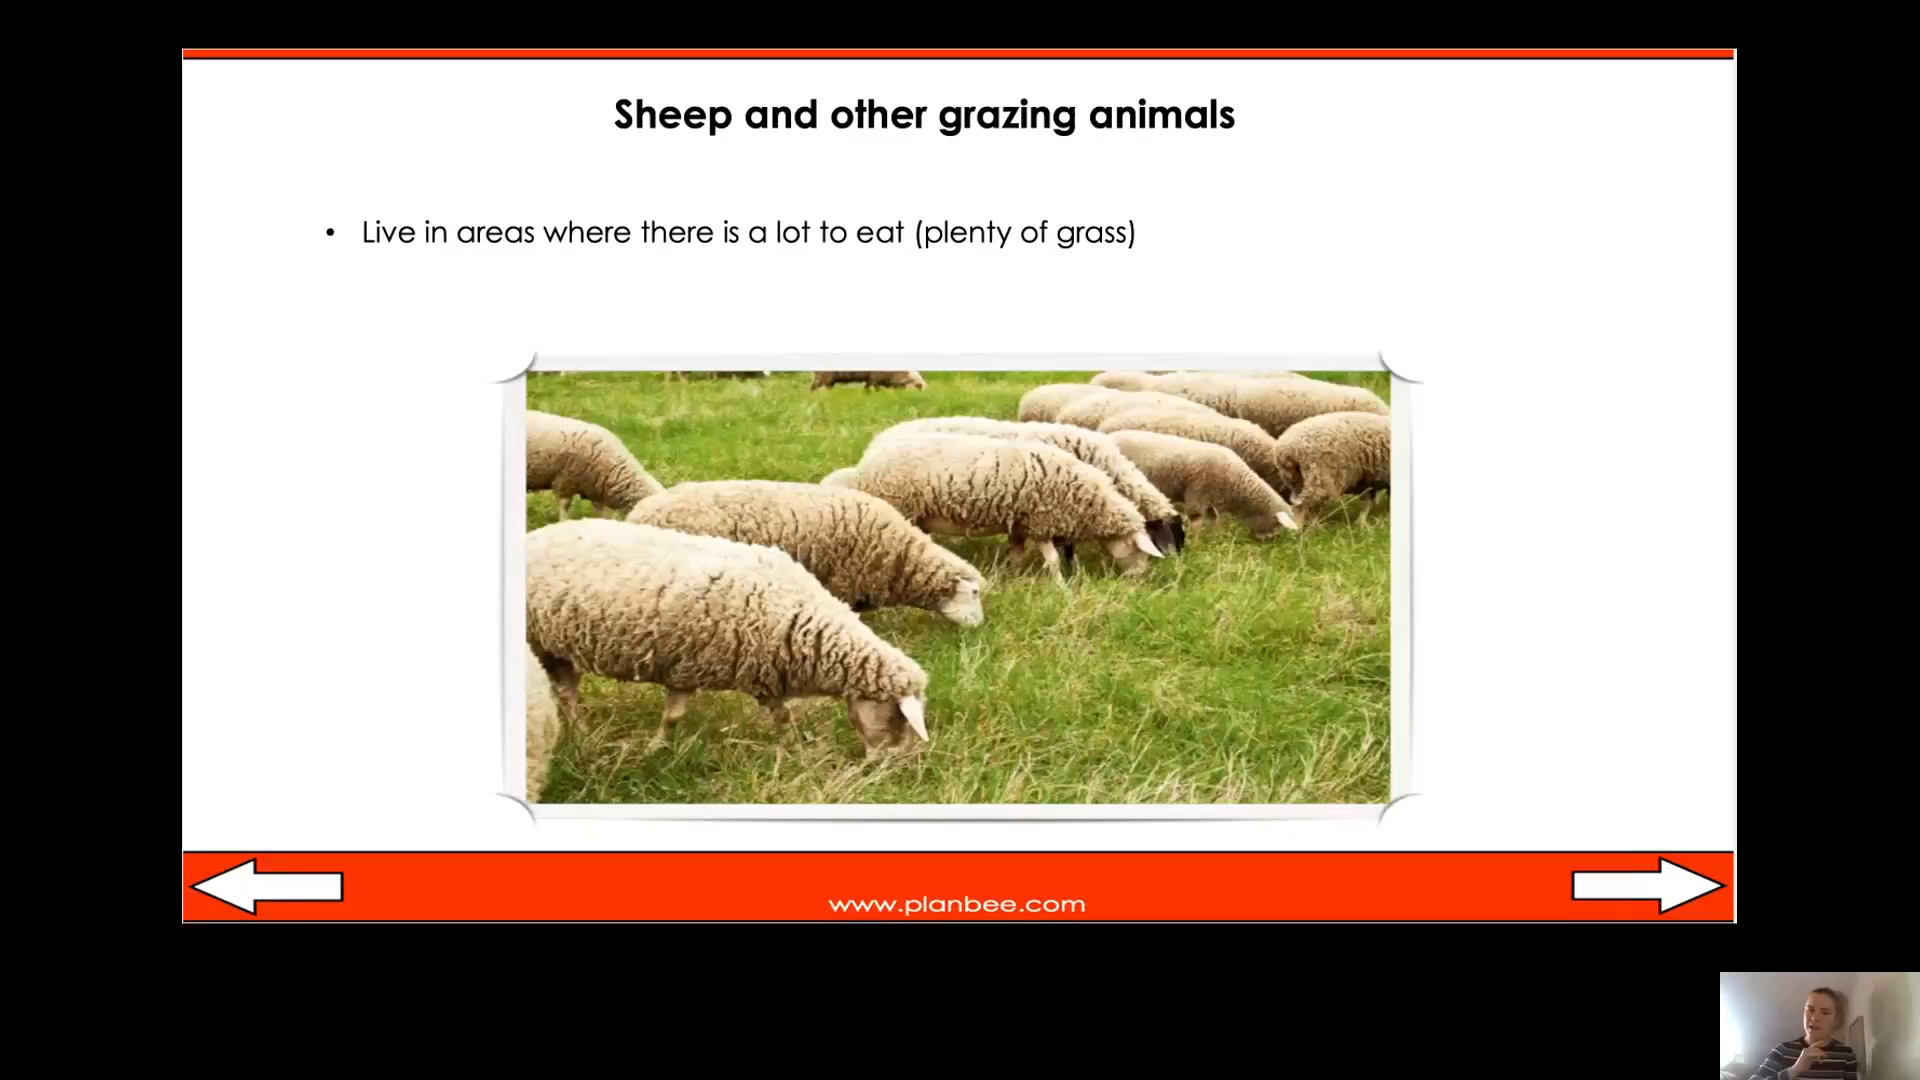 Sheep and other grazing animals
• Live in areas where there is a lot to eat (plenty of grass)
www.planbee.com